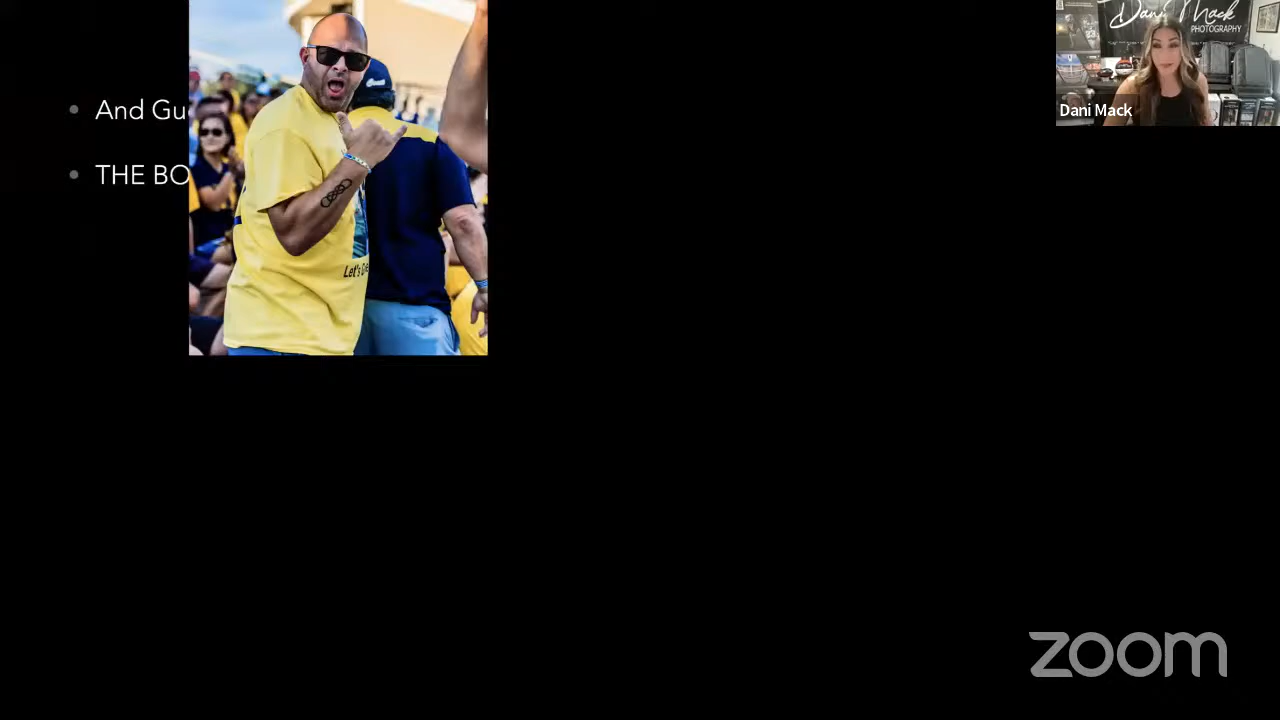 And Gu
THE BO
Let's
Dani Mack
PHOTOGRAPHY
Dani Mack
zoom